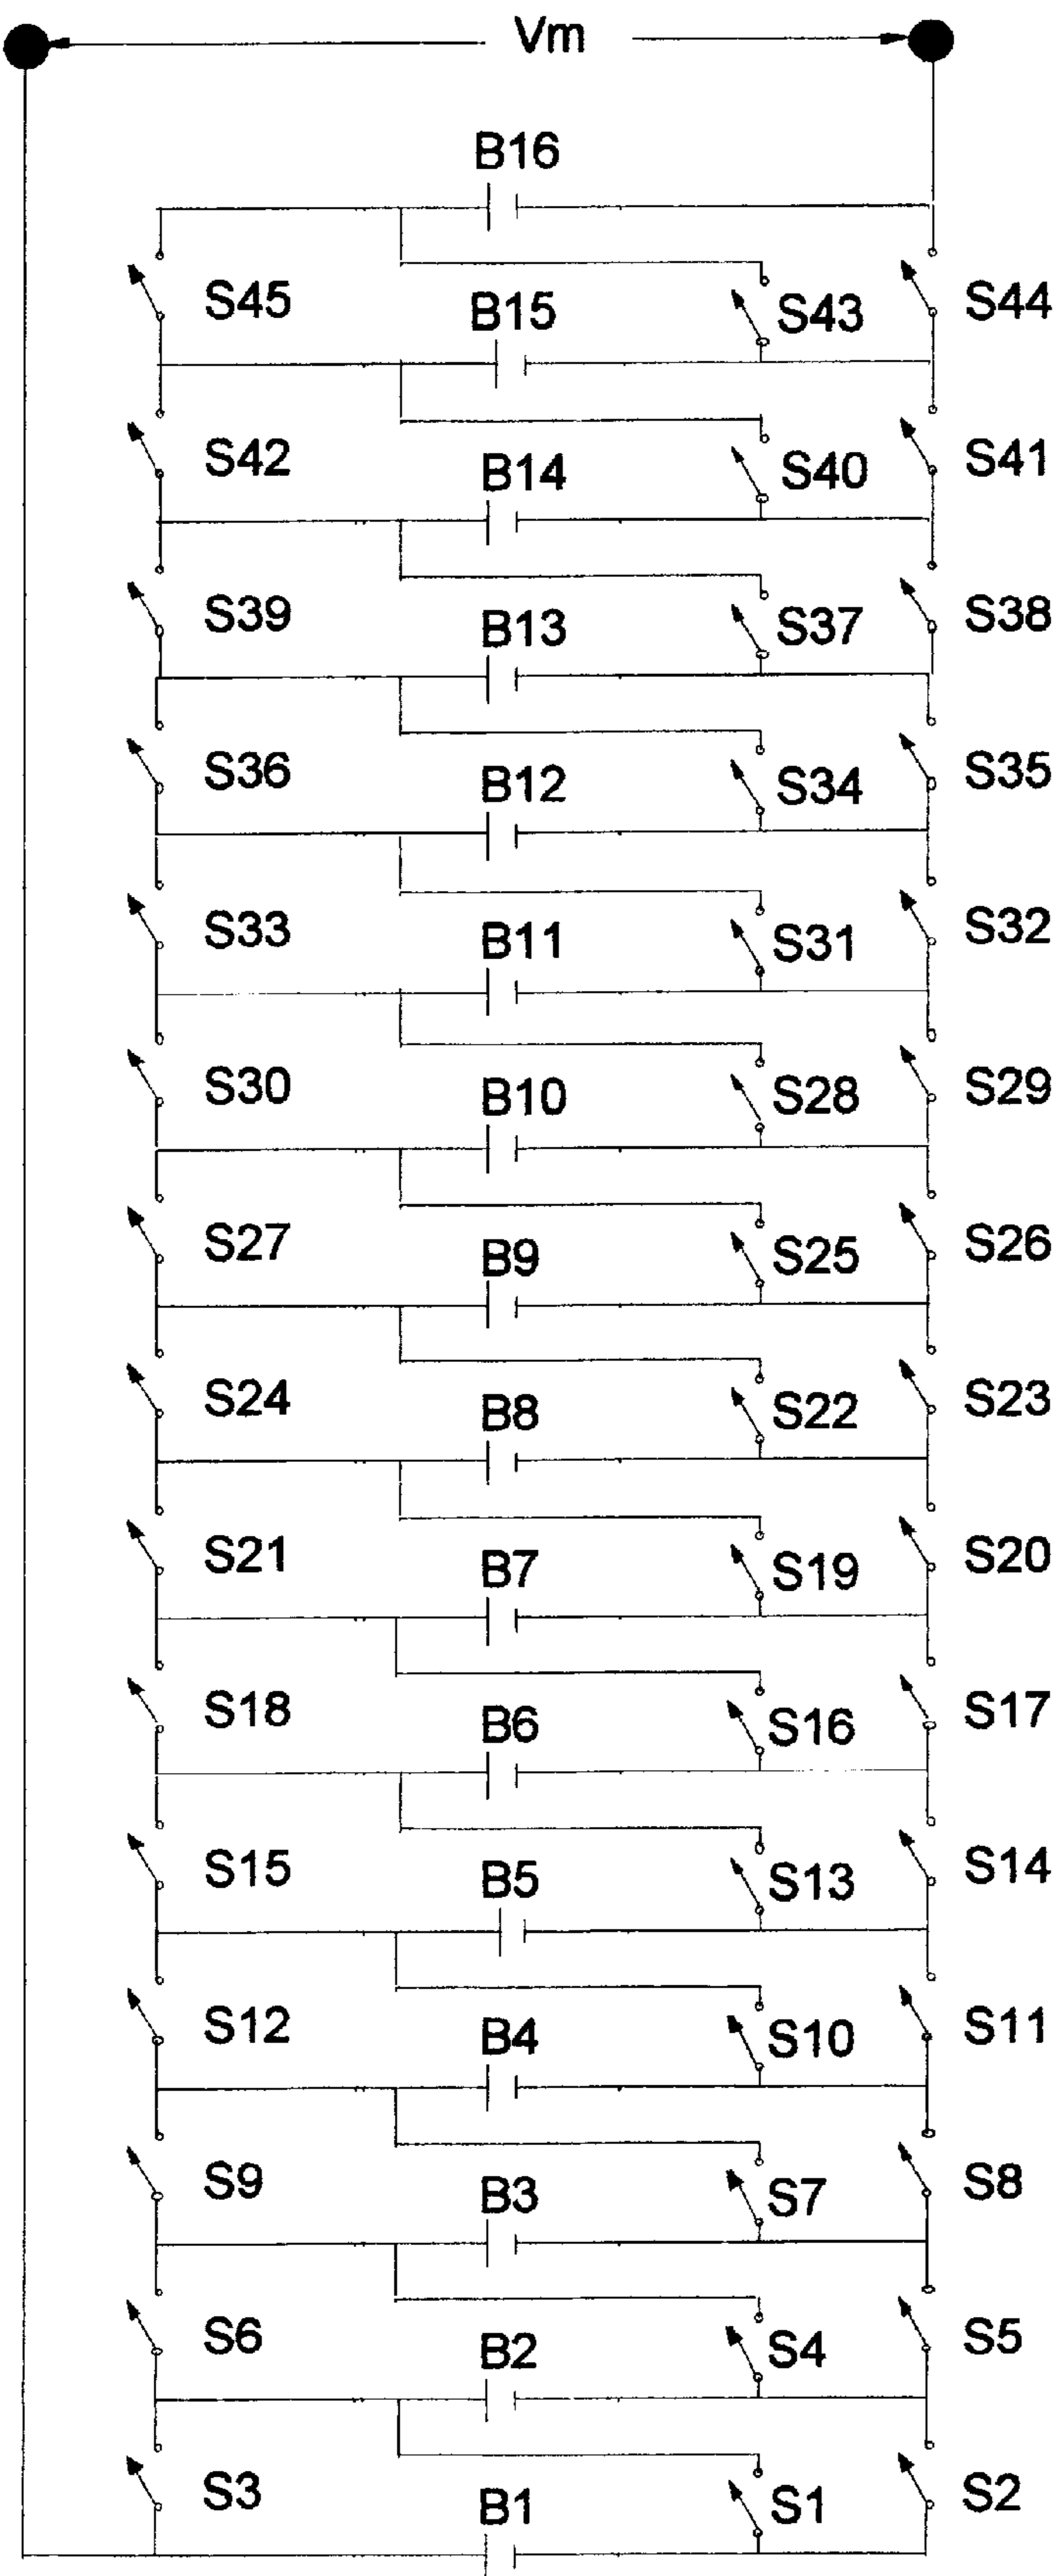 Vm
B16
S45 B15 S43 S44
S42 B14 S40 S41
S39 B13 S37 S38
S36 B12 S34 S35
S33 B11 S31 S32
S30 B10 S28 S29
S27 B9 S25 S26
S24 B8 S22 S23
S21 B7 S19 S20
S18 B6 S16 S17
S15 B5 S13 S14
S12 B4 S10 S11
S9 B3 S7 S8
S6 B2 S4 S5
S3 B1 S1 S2